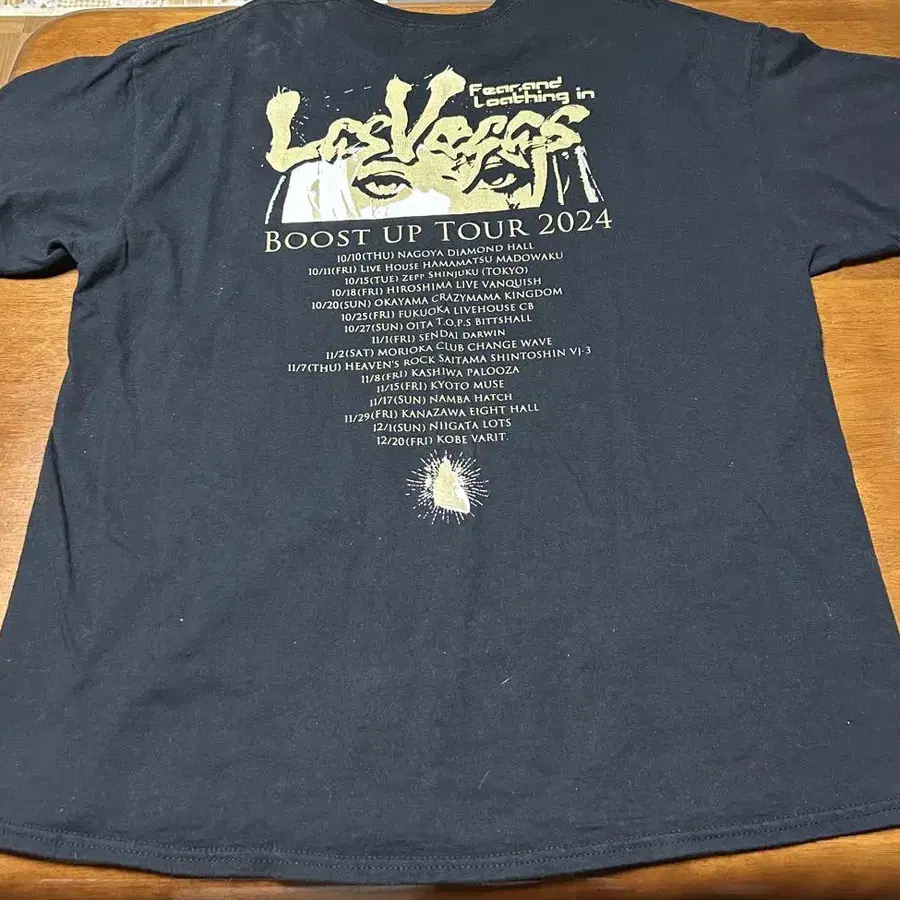 Fear, and
Loathing in
Las Vegas
BOOST UP TOUR 2024
10/10(THU) NAGOYA DIAMOND HALL
10/11(FRI) LIVE HOUSE HAMAMATSU MADOWAKU
10/15(TUE) ZEPP SHINJUKU (TOKYO)
10/18(FRI) HIROSHIMA LIVE VANQUISH
10/20(SUN) OKAYAMA CRAZYMAMA KINGDOM
10/25(FRI) FUKUOKA LIVEHOUSE CB
10/27(SUN) OITA T.O.P.S BITTSHALL
11/1(FRI) SENDAI DARWIN
11/2(SAT) MORIOKA CLUB CHANGE WAVE
11/7(THU) HEAVEN'S ROCK SAITAMA SHINTOSHIN VJ-3
11/8(FRI) KASHIWA PALOOZA
11/15(FRI) KYOTO MUSE
11/17(SUN) NAMBA HATCH
11/29(FRI) KANAZAWA EIGHT HALL
12/1(SUN) NIIGATA LOTS
12/20(FRI) KOBE VARIT.